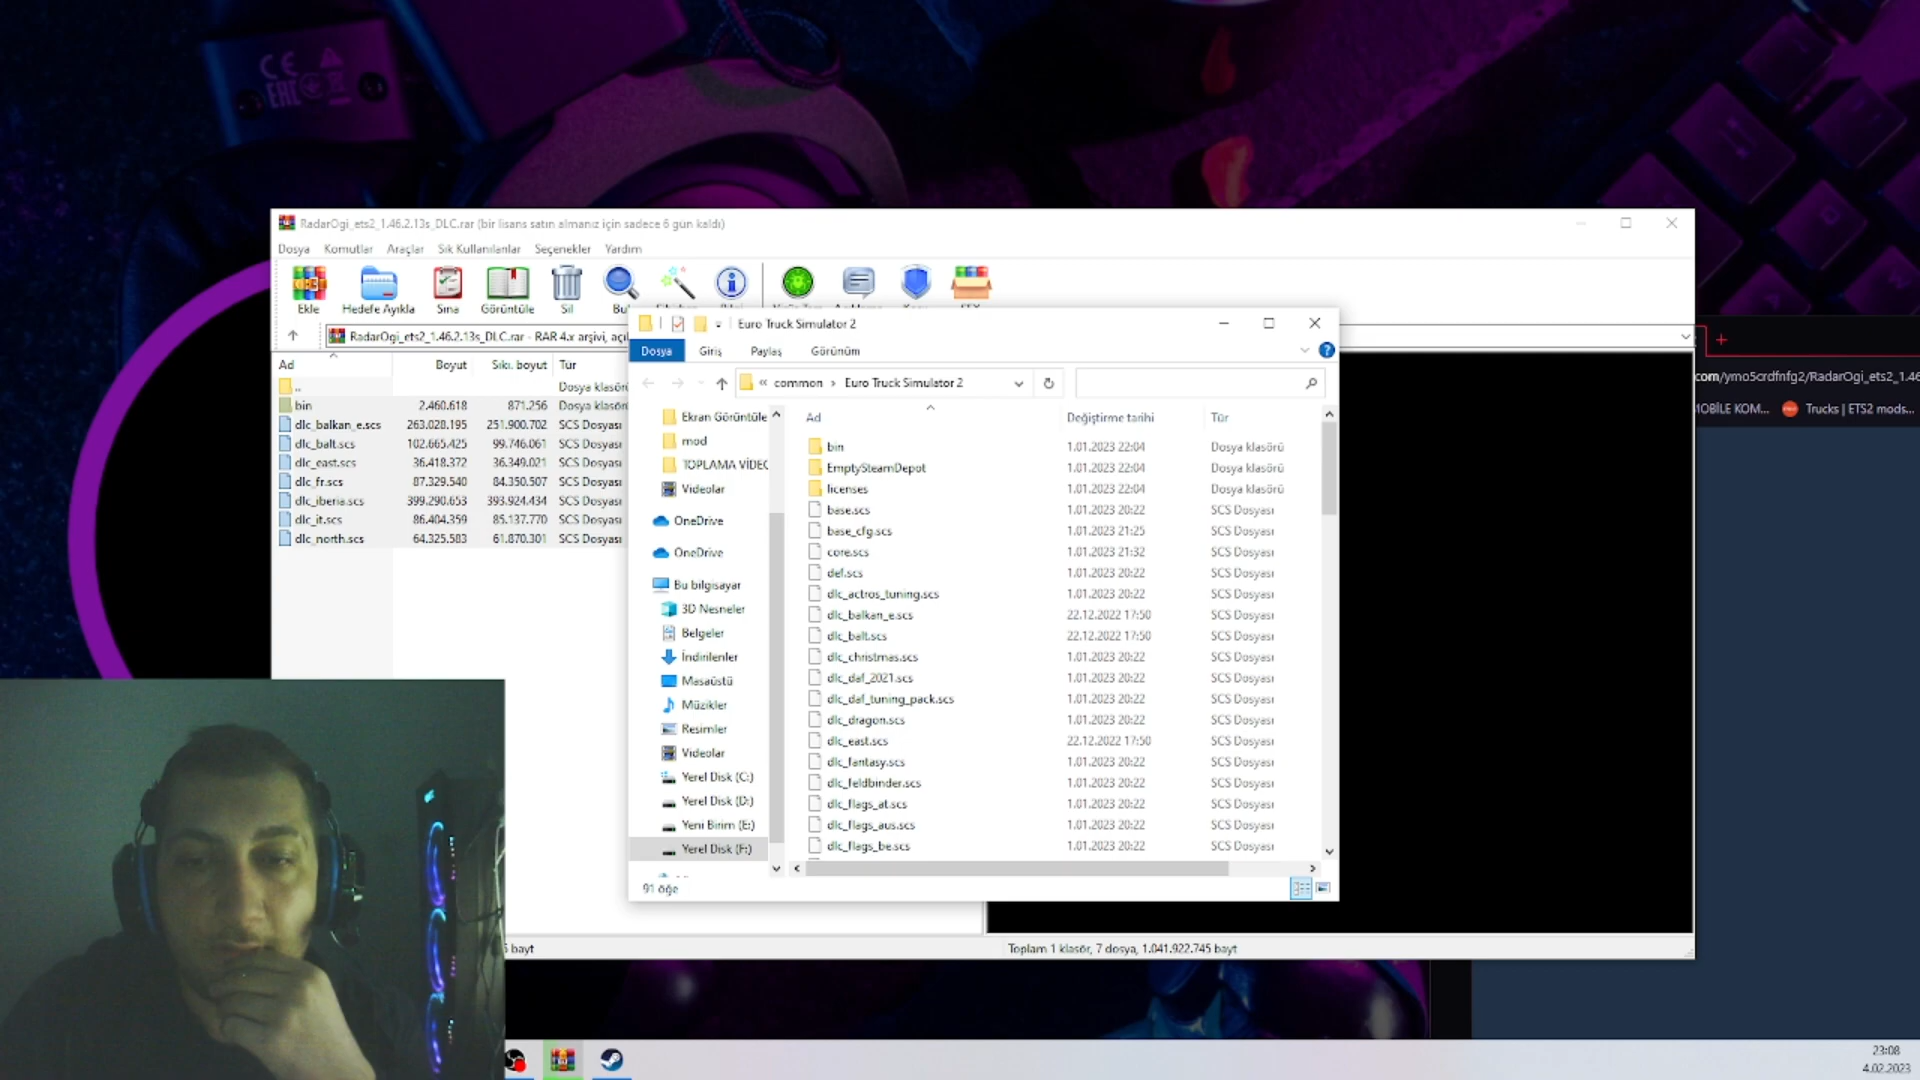 RadarOgi_ets2_1.46.2.13s_DLC.rar (bir lisans satın almanız için sadece 6 gün kaldı)
Dosya Komutlar Araçlar Sık Kullanılanlar Seçenekler Yardım
Ekle Hedefe Ayıkla Sına Görüntüle Sil Bu
RadarOgi_ets2_1.46.2.13s_DLC.rar - RAR 4.x arşivi, açıl
Ad Boyut Sıkı. boyut Tür
.. Dosya klasörü
bin 2.460.618 871.256 Dosya klasörü
dlc_balkan_e.scs 263.028.195 251.900.702 SCS Dosyası
dlc_balt.scs 102.665.425 99.746.061 SCS Dosyası
dlc_east.scs 36.418.372 36.349.021 SCS Dosyası
dlc_fr.scs 87.329.540 84.350.507 SCS Dosyası
dlc_iberia.scs 399.290.653 393.924.434 SCS Dosyası
dlc_it.scs 86.404.359 85.137.770 SCS Dosyası
dlc_north.scs 64.325.583 61.870.301 SCS Dosyası
Euro Truck Simulator 2
Dosya Giriş Paylaş Görünüm
« common › Euro Truck Simulator 2
Ekran Görüntüle
mod
TOPLAMA VİDEO
Videolar
OneDrive
OneDrive
Bu bilgisayar
3D Nesneler
Belgeler
İndirilenler
Masaüstü
Müzikler
Resimler
Videolar
Yerel Disk (C:)
Yerel Disk (D:)
Yeni Birim (E:)
Yerel Disk (F:)
Ad Değiştirme tarihi Tür
bin 1.01.2023 22:04 Dosya klasörü
EmptySteamDepot 1.01.2023 22:04 Dosya klasörü
licenses 1.01.2023 22:04 Dosya klasörü
base.scs 1.01.2023 20:22 SCS Dosyası
base_cfg.scs 1.01.2023 21:25 SCS Dosyası
core.scs 1.01.2023 21:32 SCS Dosyası
def.scs 1.01.2023 20:22 SCS Dosyası
dlc_actros_tuning.scs 1.01.2023 20:22 SCS Dosyası
dlc_balkan_e.scs 22.12.2022 17:50 SCS Dosyası
dlc_balt.scs 22.12.2022 17:50 SCS Dosyası
dlc_christmas.scs 1.01.2023 20:22 SCS Dosyası
dlc_daf_2021.scs 1.01.2023 20:22 SCS Dosyası
dlc_daf_tuning_pack.scs 1.01.2023 20:22 SCS Dosyası
dlc_dragon.scs 1.01.2023 20:22 SCS Dosyası
dlc_east.scs 22.12.2022 17:50 SCS Dosyası
dlc_fantasy.scs 1.01.2023 20:22 SCS Dosyası
dlc_feldbinder.scs 1.01.2023 20:22 SCS Dosyası
dlc_flags_at.scs 1.01.2023 20:22 SCS Dosyası
dlc_flags_aus.scs 1.01.2023 20:22 SCS Dosyası
dlc_flags_be.scs 1.01.2023 20:22 SCS Dosyası
91 öğe
bayt
Toplam 1 klasör, 7 dosya, 1.041.922.745 bayt
com/ymo5crdfnfg2/RadarOgi_ets2_1.46
MOBİLE KOM... Trucks | ETS2 mods...
CE
EAC
23:08
4.02.2023